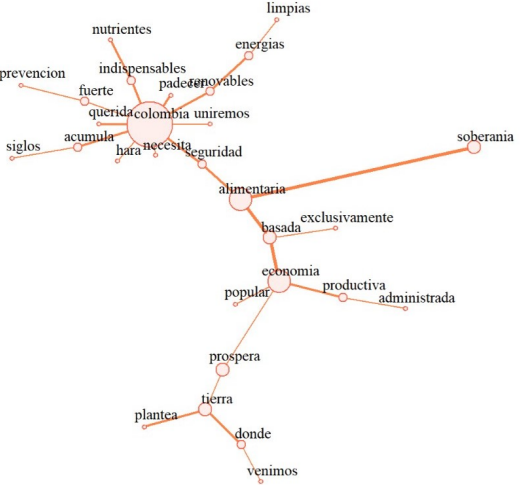 limpias
nutrientes
energias
indispensables
prevencion
padecer
renovables
fuerte
querida
colombia
uniremos
acumula
soberania
siglos
hara
necesita
seguridad
alimentaria
exclusivamente
basada
economia
popular
productiva
administrada
prospera
tierra
plantea
donde
venimos